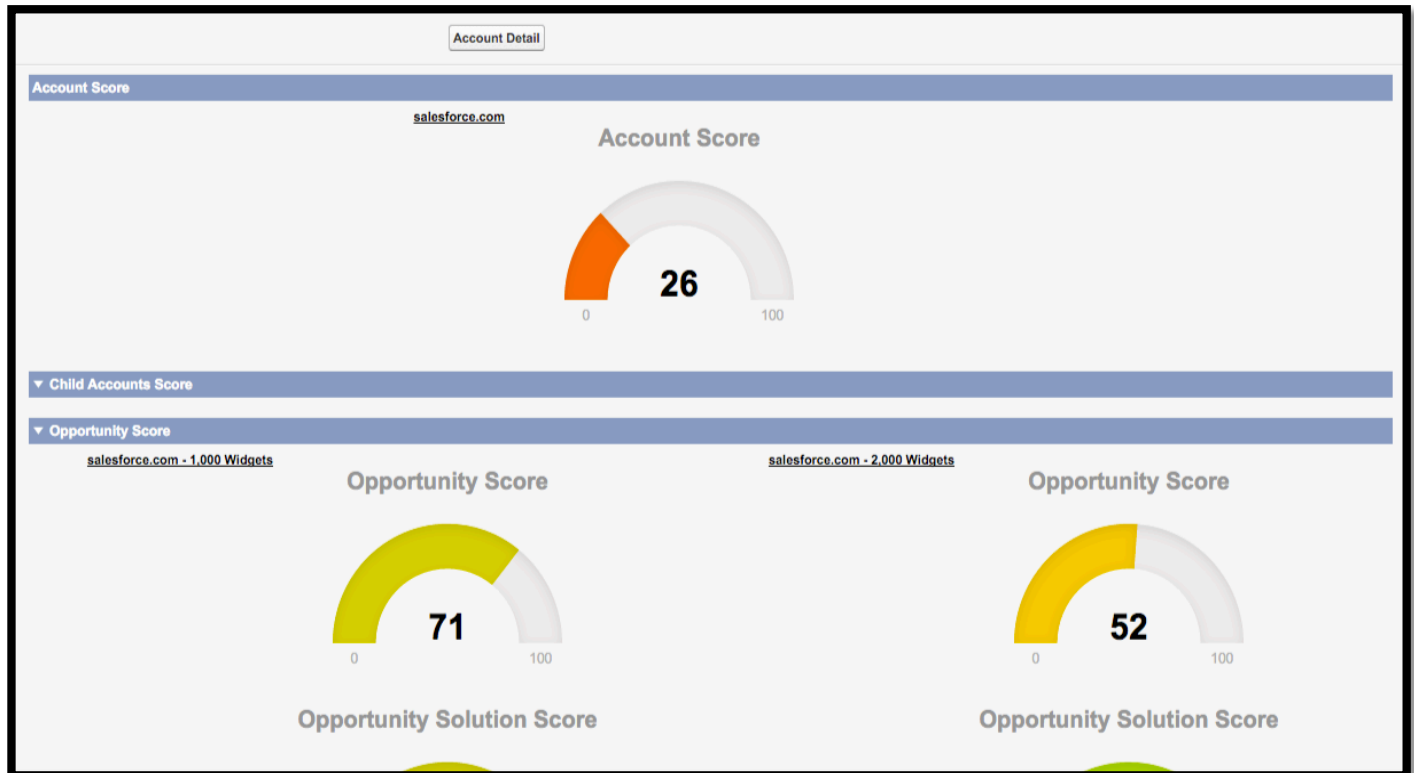 Account Detail
Account Score
salesforce.com
Account Score
26
0 100
▼ Child Accounts Score
▼ Opportunity Score
salesforce.com - 1,000 Widgets
Opportunity Score
71
0 100
Opportunity Solution Score
salesforce.com - 2,000 Widgets
Opportunity Score
52
0 100
Opportunity Solution Score